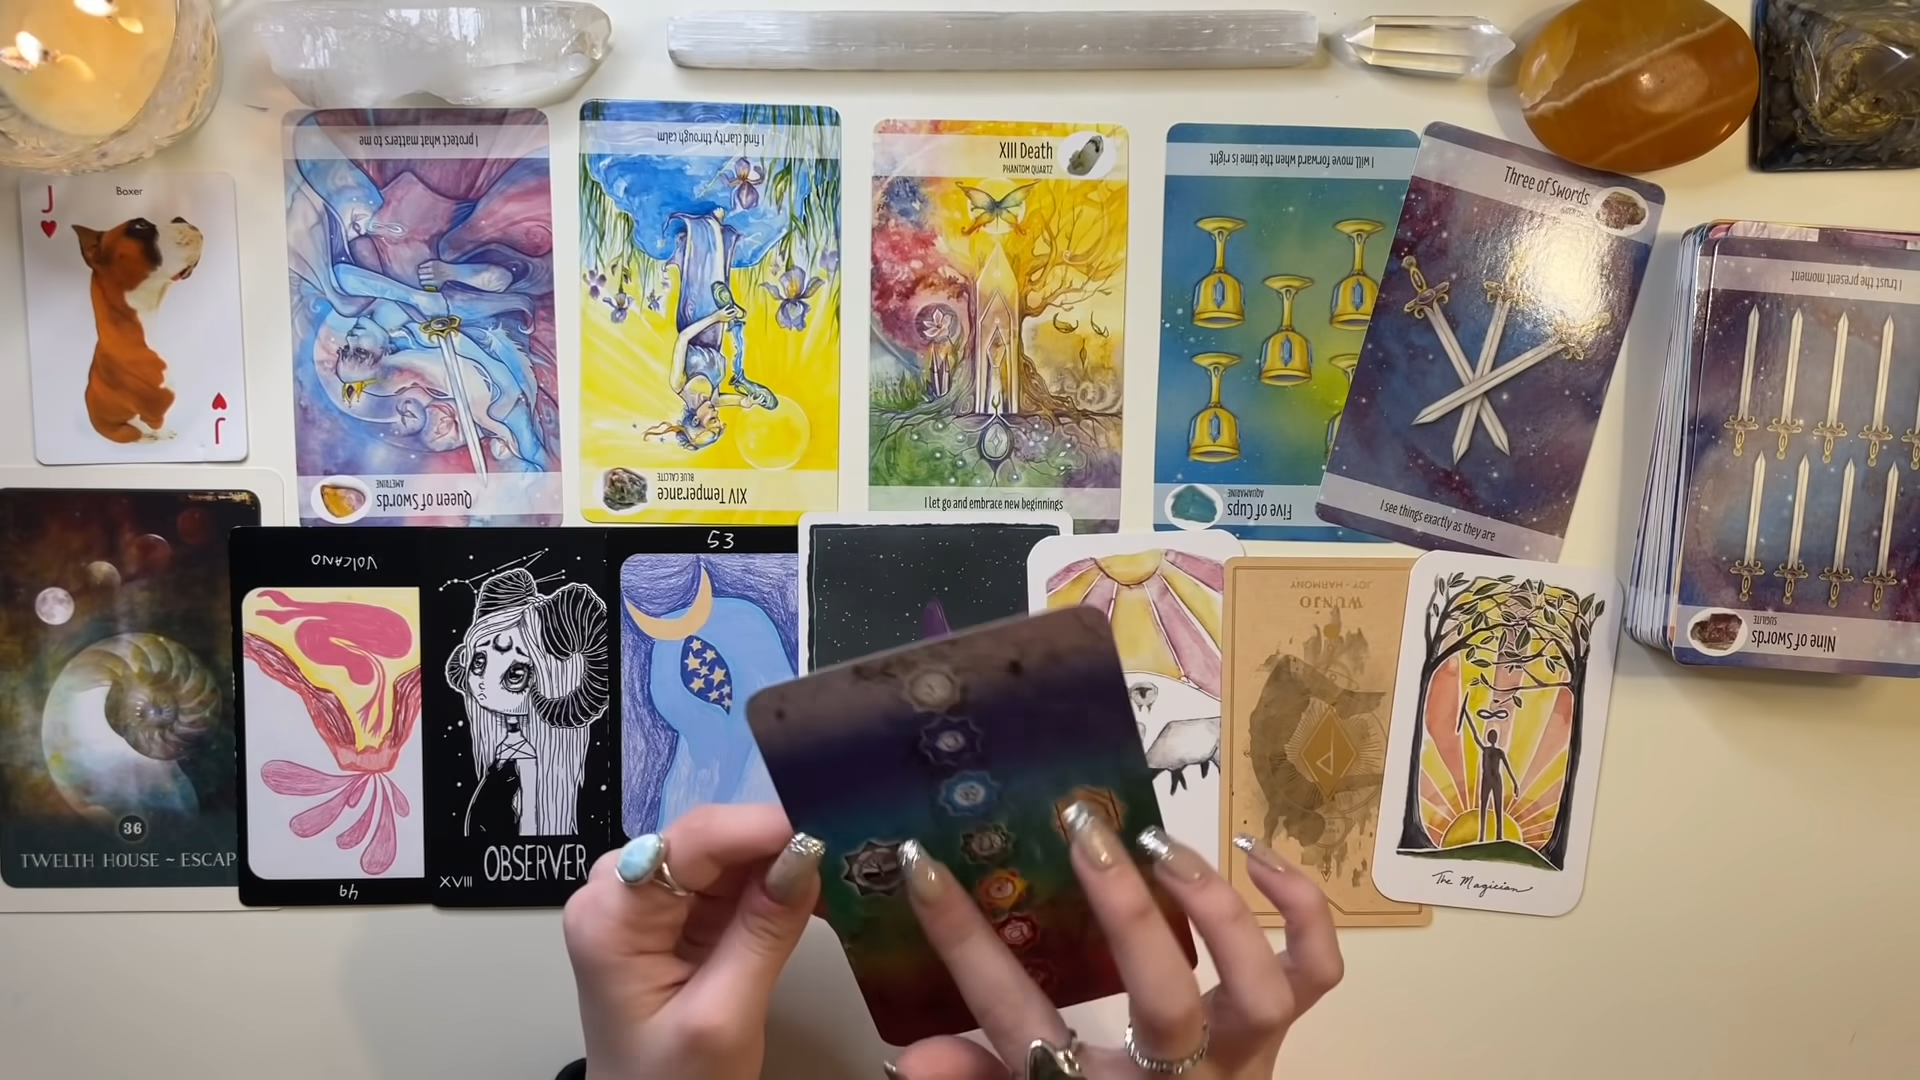 J
Boxer
J
I protect what matters to me
Queen of Swords
AMETRINE
I find clarity through calm
XIV Temperance
BLUE CALCITE
XIII Death
PHANTOM QUARTZ
I let go and embrace new beginnings
I will move forward when the time is right
Five of Cups
AQUAMARINE
Three of Swords
I see things exactly as they are
I trust the present moment
Nine of Swords
SUGILITE
36
TWELTH HOUSE ~ ESCAP
VOLCANO
49
XVIII OBSERVER
53
WUNJO
JOY - HARMONY
The Magician